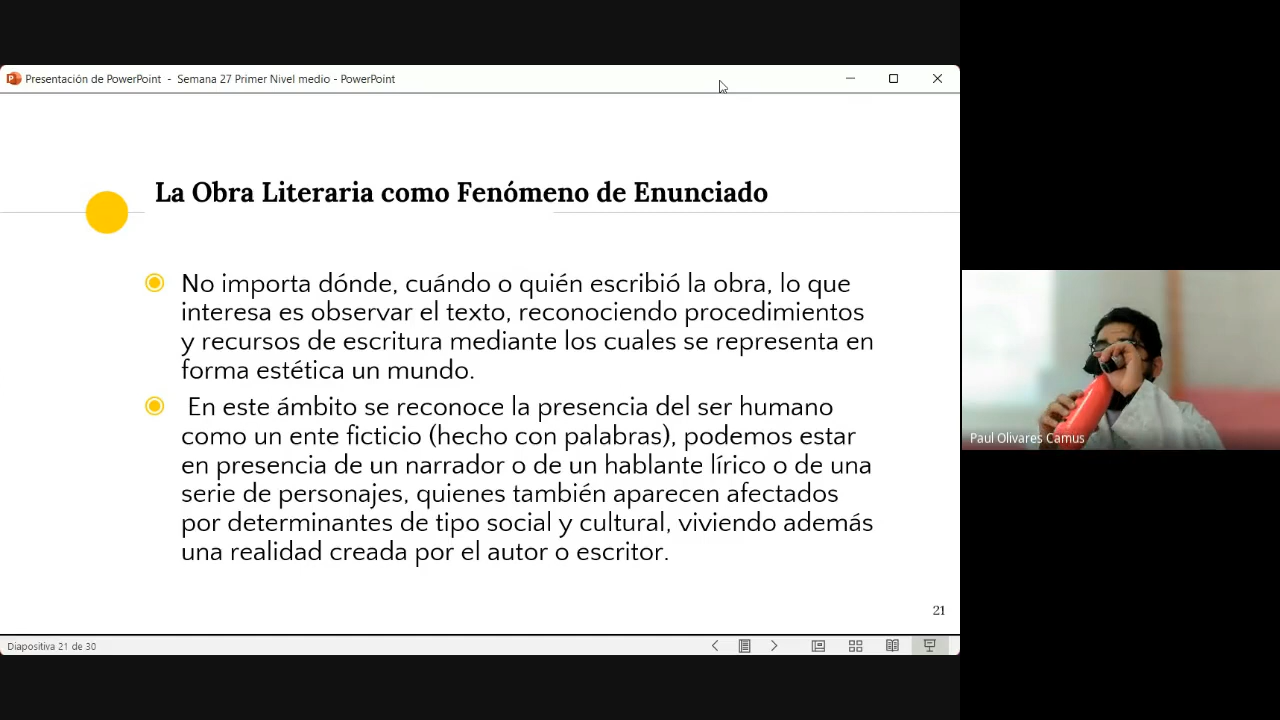 Presentación de PowerPoint - Semana 27 Primer Nivel medio - PowerPoint
La Obra Literaria como Fenómeno de Enunciado
No importa dónde, cuándo o quién escribió la obra, lo que
interesa es observar el texto, reconociendo procedimientos
y recursos de escritura mediante los cuales se representa en
forma estética un mundo.
En este ámbito se reconoce la presencia del ser humano
como un ente ficticio (hecho con palabras), podemos estar
en presencia de un narrador o de un hablante lírico o de una
serie de personajes, quienes también aparecen afectados
por determinantes de tipo social y cultural, viviendo además
una realidad creada por el autor o escritor.
21
Diapositiva 21 de 30
Paul Olivares Camus